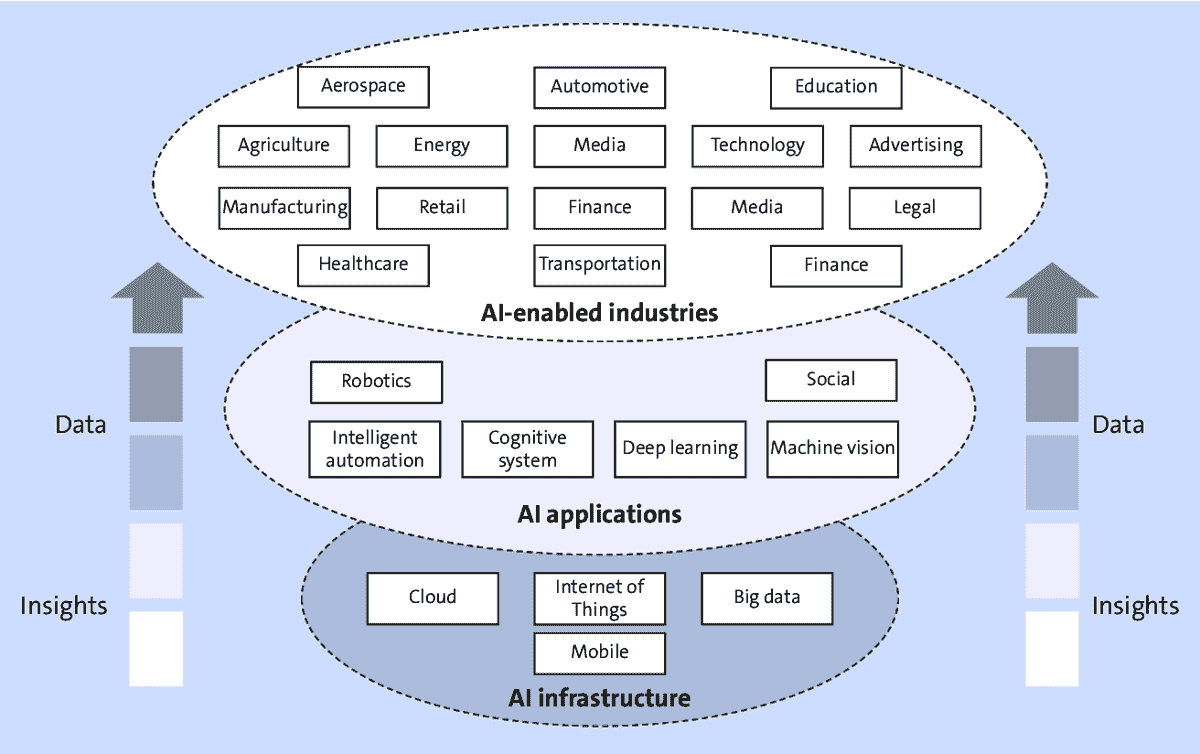 Aerospace
Automotive
Education
Agriculture
Energy
Media
Technology
Advertising
Manufacturing
Retail
Finance
Media
Legal
Healthcare
Transportation
Finance
AI-enabled industries
Robotics
Social
Intelligent
automation
Cognitive
system
Deep learning
Machine vision
AI applications
Cloud
Internet of
Things
Big data
Mobile
AI infrastructure
Data
Insights
Data
Insights